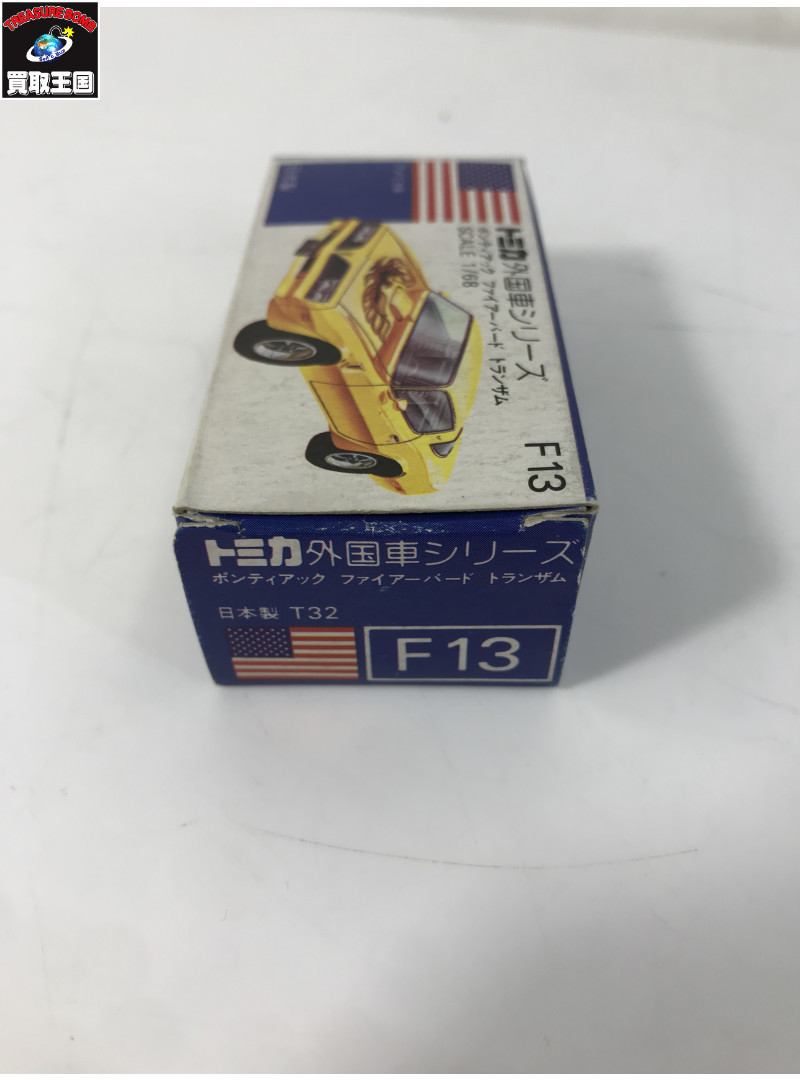 TREASURE BOMB
買取王国
トミカ外国車シリーズ
ポンティアック ファイアーバード トランザム
SCALE 1/68
F13
トミカ外国車シリーズ
ポンティアック ファイアーバード トランザム
日本製 T32
F13